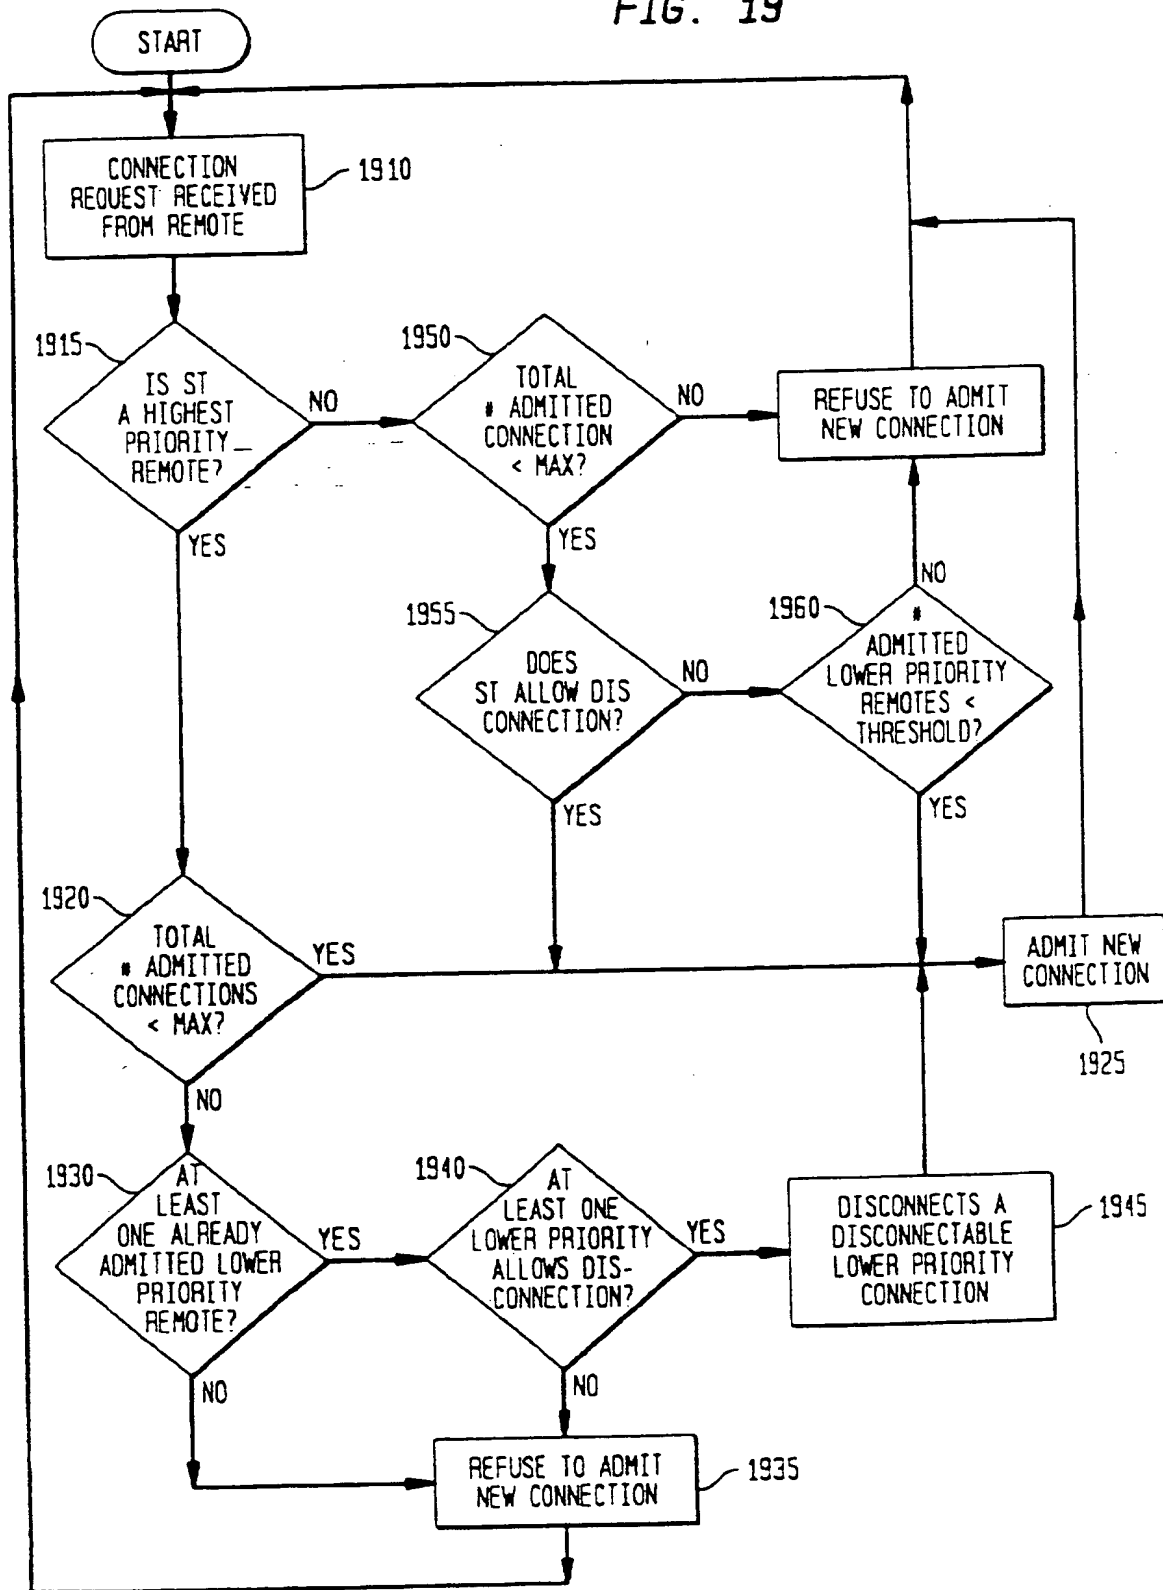 FIG. 19
START
CONNECTION
REQUEST RECEIVED
FROM REMOTE
1910
1915
IS ST
A HIGHEST
PRIORITY
REMOTE?
NO
YES
1950
TOTAL
# ADMITTED
CONNECTION
< MAX?
NO
YES
REFUSE TO ADMIT
NEW CONNECTION
1955
DOES
ST ALLOW DIS
CONNECTION?
NO
YES
1960
#
ADMITTED
LOWER PRIORITY
REMOTES <
THRESHOLD?
NO
YES
1920
TOTAL
# ADMITTED
CONNECTIONS
< MAX?
YES
NO
ADMIT NEW
CONNECTION
1925
1930
AT
LEAST
ONE ALREADY
ADMITTED LOWER
PRIORITY
REMOTE?
YES
NO
1940
AT
LEAST ONE
LOWER PRIORITY
ALLOWS DIS-
CONNECTION?
YES
NO
DISCONNECTS A
DISCONNECTABLE
LOWER PRIORITY
CONNECTION
1945
REFUSE TO ADMIT
NEW CONNECTION
1935